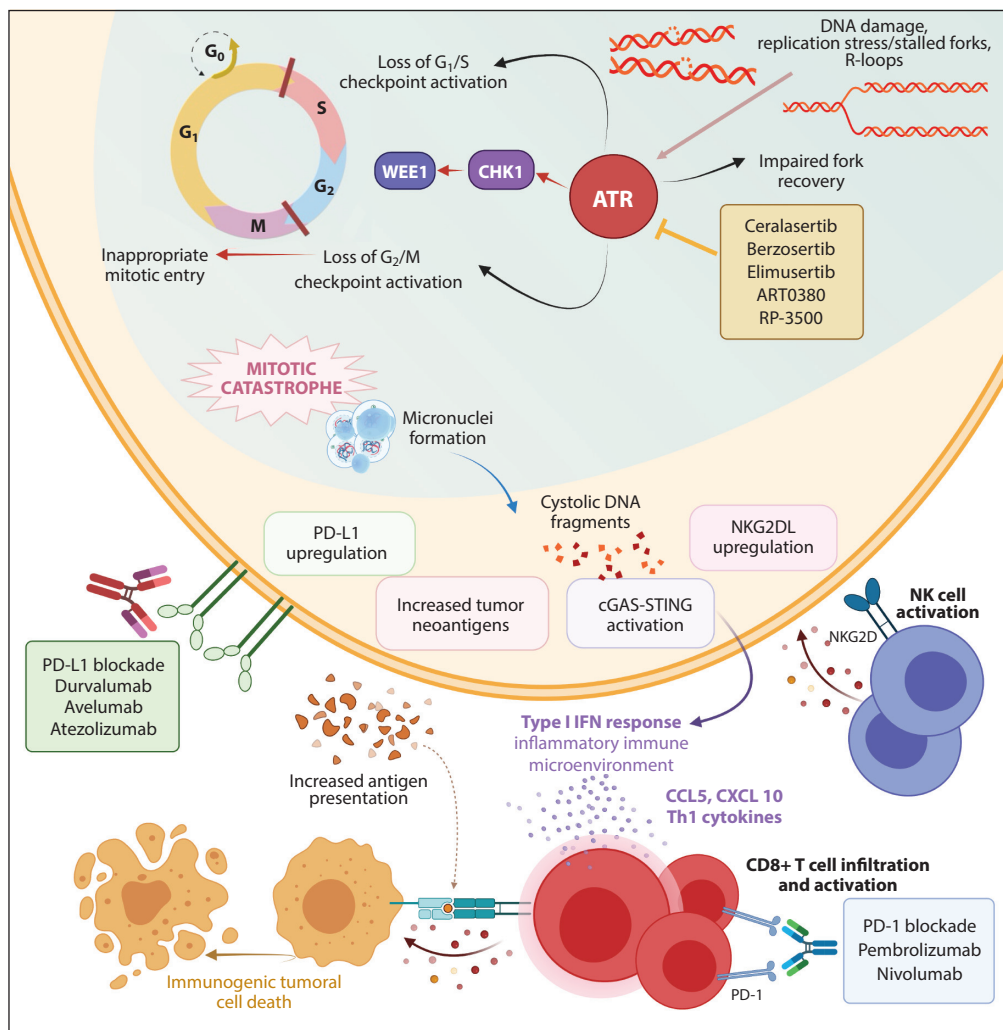 G0
G1
S
G2
M
Loss of G1/S
checkpoint activation
DNA damage,
replication stress/stalled forks,
R-loops
WEE1
CHK1
ATR
Impaired fork
recovery
Inappropriate
mitotic entry
Loss of G2/M
checkpoint activation
Ceralasertib
Berzosertib
Elimusertib
ART0380
RP-3500
MITOTIC
CATASTROPHE
Micronuclei
formation
Cystolic DNA
fragments
PD-L1
upregulation
NKG2DL
upregulation
Increased tumor
neoantigens
cGAS-STING
activation
NK cell
activation
NKG2D
PD-L1 blockade
Durvalumab
Avelumab
Atezolizumab
Type I IFN response
inflammatory immune
microenvironment
Increased antigen
presentation
CCL5, CXCL 10
Th1 cytokines
CD8+ T cell infiltration
and activation
PD-1 blockade
Pembrolizumab
Nivolumab
PD-1
Immunogenic tumoral
cell death